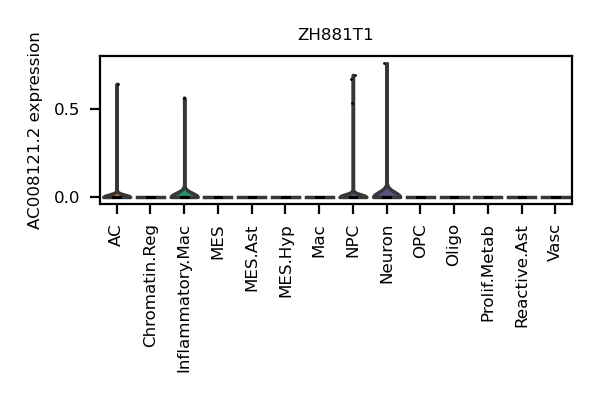 ZH881T1
AC008121.2 expression
0.5
0.0
AC
Chromatin.Reg
Inflammatory.Mac
MES
MES.Ast
MES.Hyp
Mac
NPC
Neuron
OPC
Oligo
Prolif.Metab
Reactive.Ast
Vasc